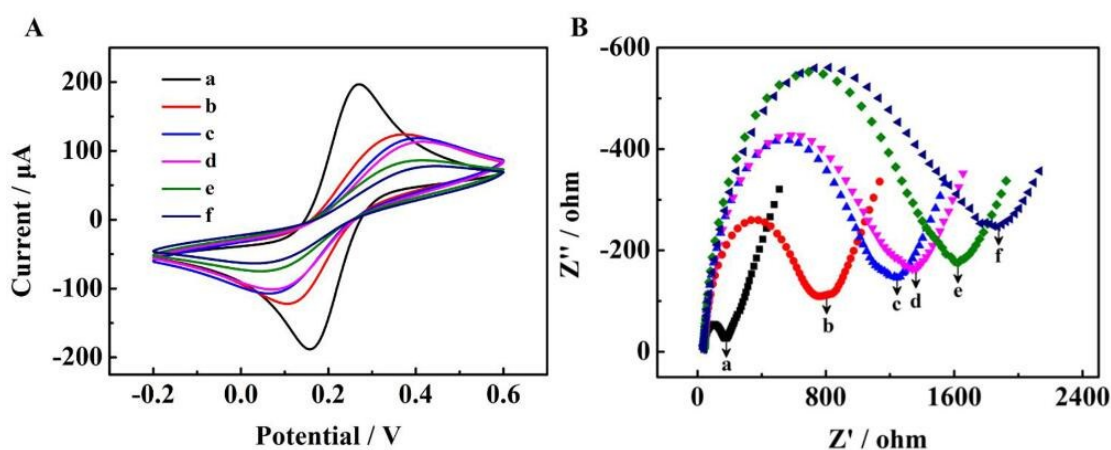 A
Current / µA
200
100
0
-100
-200
a
b
c
d
e
f
-0.2
0.0
0.2
0.4
0.6
Potential / V
B
Z'' / ohm
-600
-400
-200
0
a
b
c
d
e
f
0
800
1600
2400
Z' / ohm